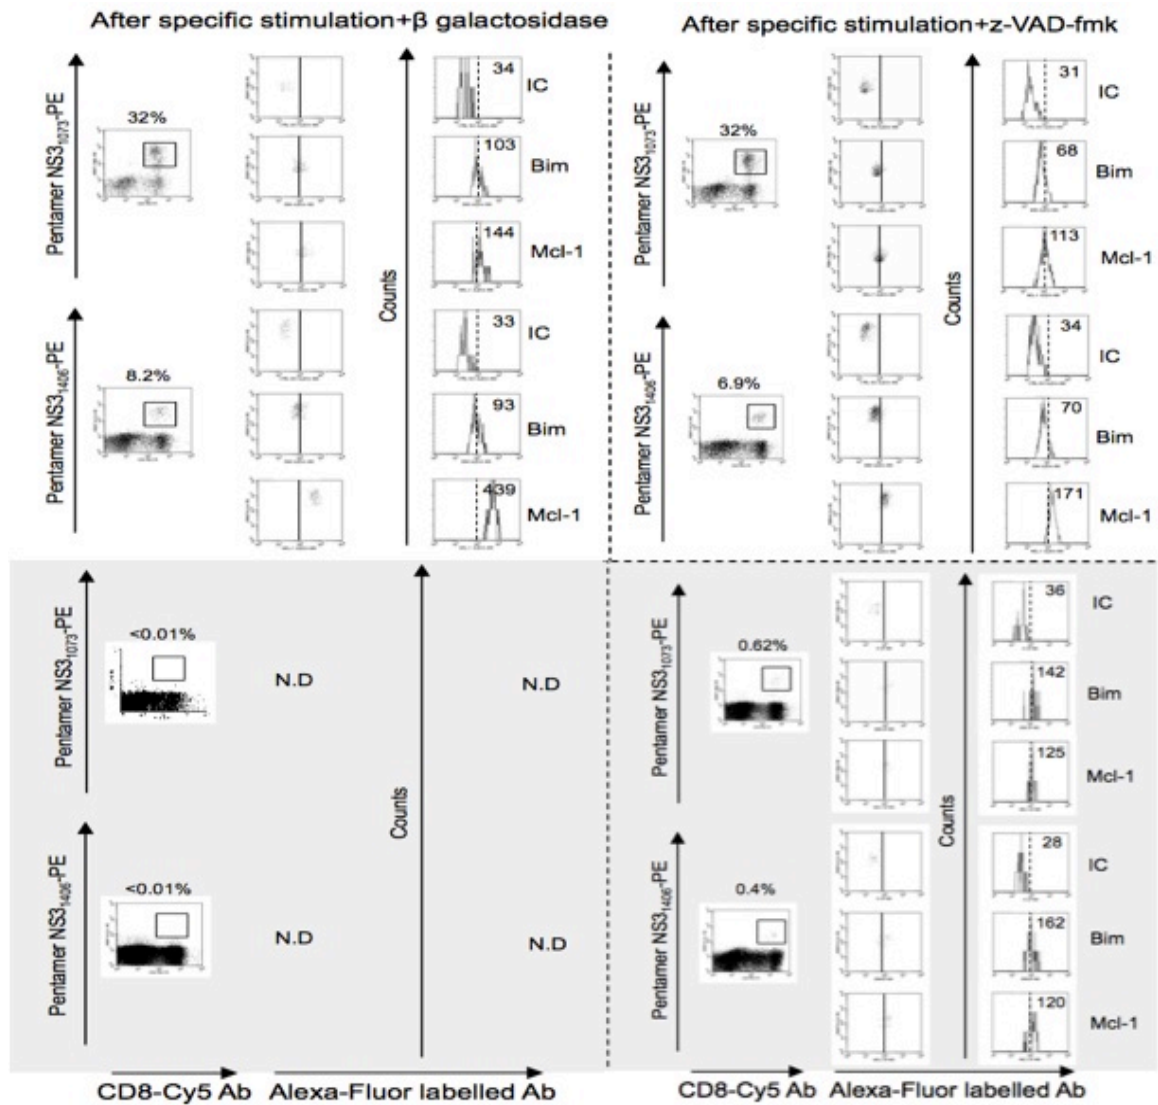 After specific stimulation+β galactosidase
After specific stimulation+z-VAD-fmk
Pentamer NS3₁₀₇₃-PE
32%
Counts
34
IC
103
Bim
144
Mcl-1
Pentamer NS3₁₄₀₆-PE
8.2%
33
IC
93
Bim
439
Mcl-1
Pentamer NS3₁₀₇₃-PE
32%
Counts
31
IC
68
Bim
113
Mcl-1
Pentamer NS3₁₄₀₆-PE
6.9%
34
IC
70
Bim
171
Mcl-1
Pentamer NS3₁₀₇₃-PE
<0.01%
N.D
Counts
N.D
Pentamer NS3₁₄₀₆-PE
<0.01%
N.D
N.D
Pentamer NS3₁₀₇₃-PE
0.62%
Counts
36
IC
142
Bim
125
Mcl-1
Pentamer NS3₁₄₀₆-PE
0.4%
28
IC
162
Bim
120
Mcl-1
CD8-Cy5 Ab
Alexa-Fluor labelled Ab
CD8-Cy5 Ab
Alexa-Fluor labelled Ab